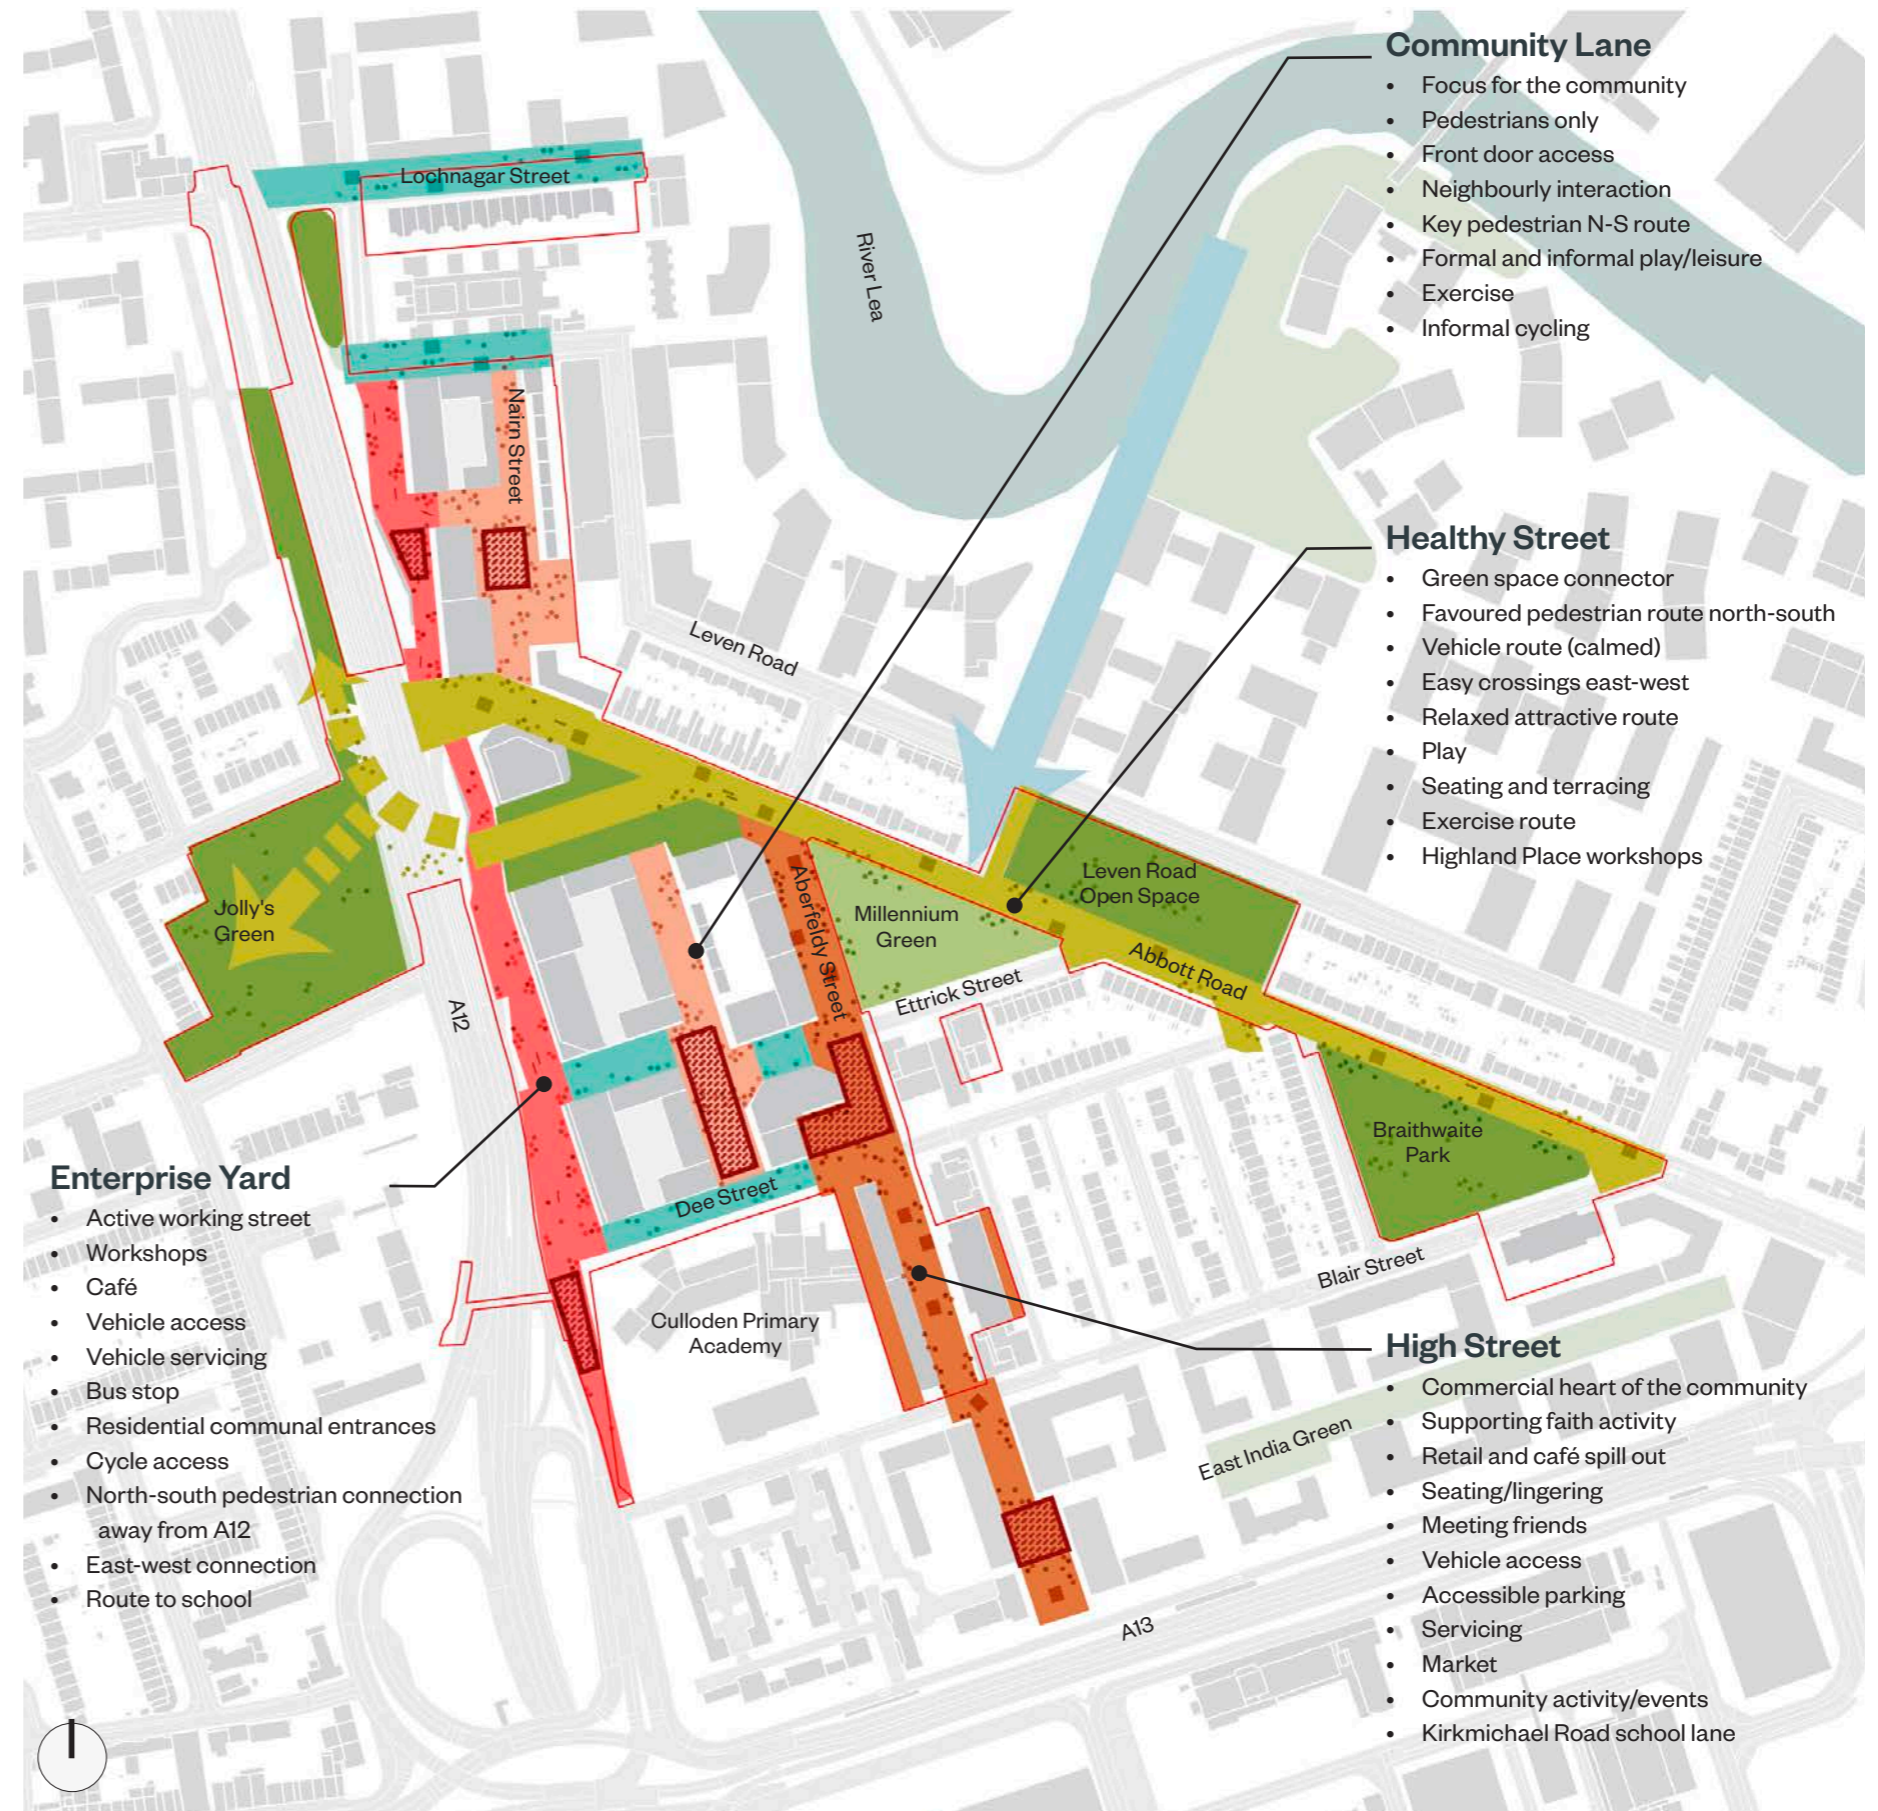 Community Lane
• Focus for the community
• Pedestrians only
• Front door access
• Neighbourly interaction
• Key pedestrian N-S route
• Formal and informal play/leisure
• Exercise
• Informal cycling
Lochnagar Street
River Lea
Nairn Street
Healthy Street
• Green space connector
• Favoured pedestrian route north-south
• Vehicle route (calmed)
• Easy crossings east-west
• Relaxed attractive route
• Play
• Seating and terracing
• Exercise route
• Highland Place workshops
Leven Road
Leven Road
Open Space
Jolly's
Green
Aberfeldy Street
Millennium
Green
Abbott Road
Ettrick Street
A12
Braithwaite
Park
Enterprise Yard
• Active working street
• Workshops
• Café
• Vehicle access
• Vehicle servicing
• Bus stop
• Residential communal entrances
• Cycle access
• North-south pedestrian connection
away from A12
• East-west connection
• Route to school
Dee Street
Blair Street
Culloden Primary
Academy
High Street
• Commercial heart of the community
• Supporting faith activity
• Retail and café spill out
• Seating/lingering
• Meeting friends
• Vehicle access
• Accessible parking
• Servicing
• Market
• Community activity/events
• Kirkmichael Road school lane
East India Green
A13